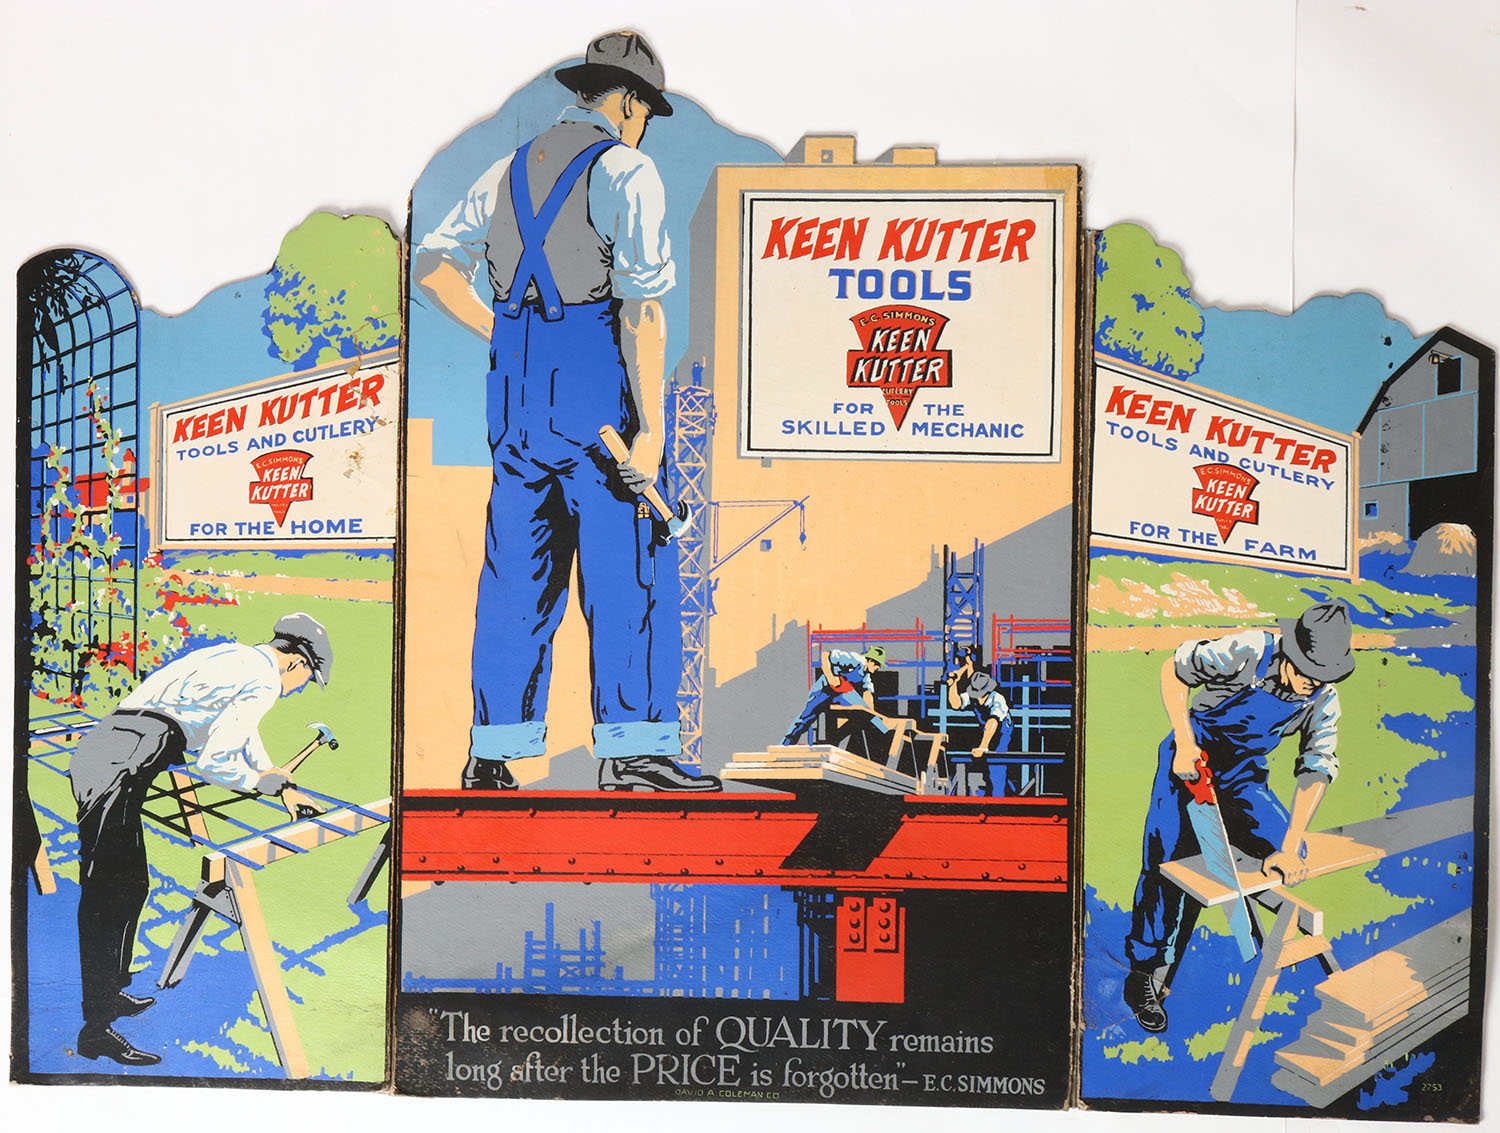 KEEN KUTTER
TOOLS AND CUTLERY
E.C. SIMMONS
KEEN
KUTTER
FOR THE HOME
KEEN KUTTER
TOOLS
E.C. SIMMONS
KEEN
KUTTER
CUTLERY
TOOLS
FOR THE
SKILLED MECHANIC
KEEN KUTTER
TOOLS AND CUTLERY
E.C. SIMMONS
KEEN
KUTTER
FOR THE FARM
"The recollection of QUALITY remains
long after the PRICE is forgotten" – E.C. SIMMONS
DAVID A COLEMAN CO
2753